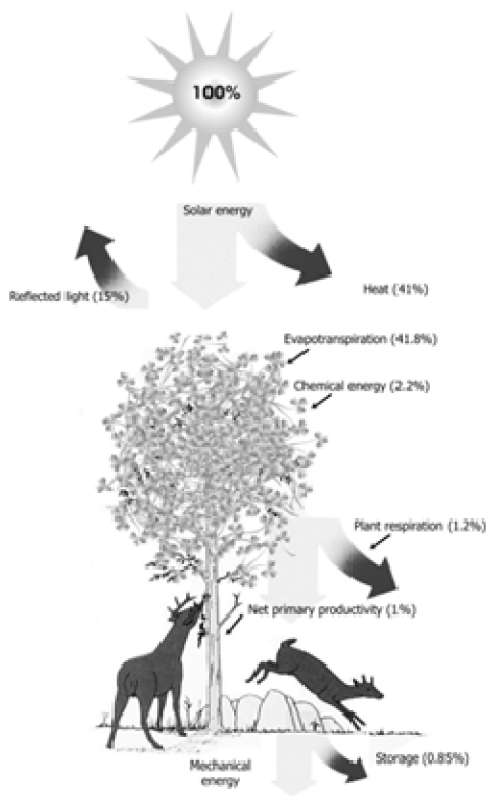 100%
Solair energy
Reflected light (15%)
Heat (41%)
Evapotranspiration (41.8%)
Chemical energy (2.2%)
Plant respiration (1.2%)
Net primary productivity (1%)
Mechanical
energy
Storage (0.85%)